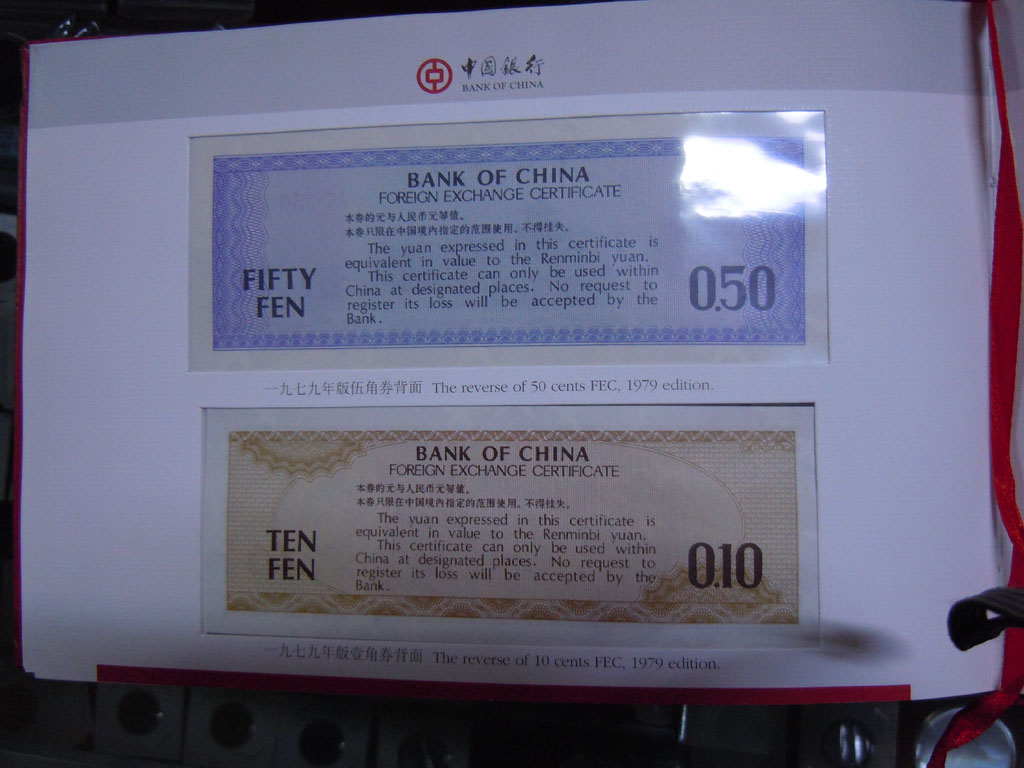 中国银行
BANK OF CHINA
BANK OF CHINA
FOREIGN EXCHANGE CERTIFICATE
本券的元与人民币元等值。
本券只限在中国境内指定的范围使用，不得挂失。
The yuan expressed in this certificate is
equivalent in value to the Renminbi yuan.
This certificate can only be used within
China at designated places. No request to
register its loss will be accepted by the
Bank.
FIFTY
FEN
0.50
一九七九年版伍角券背面 The reverse of 50 cents FEC, 1979 edition.
BANK OF CHINA
FOREIGN EXCHANGE CERTIFICATE
本券的元与人民币元等值。
本券只限在中国境内指定的范围使用，不得挂失。
The yuan expressed in this certificate is
equivalent in value to the Renminbi yuan.
This certificate can only be used within
China at designated places. No request to
register its loss will be accepted by the
Bank.
TEN
FEN
0.10
一九七九年版壹角券背面 The reverse of 10 cents FEC, 1979 edition.